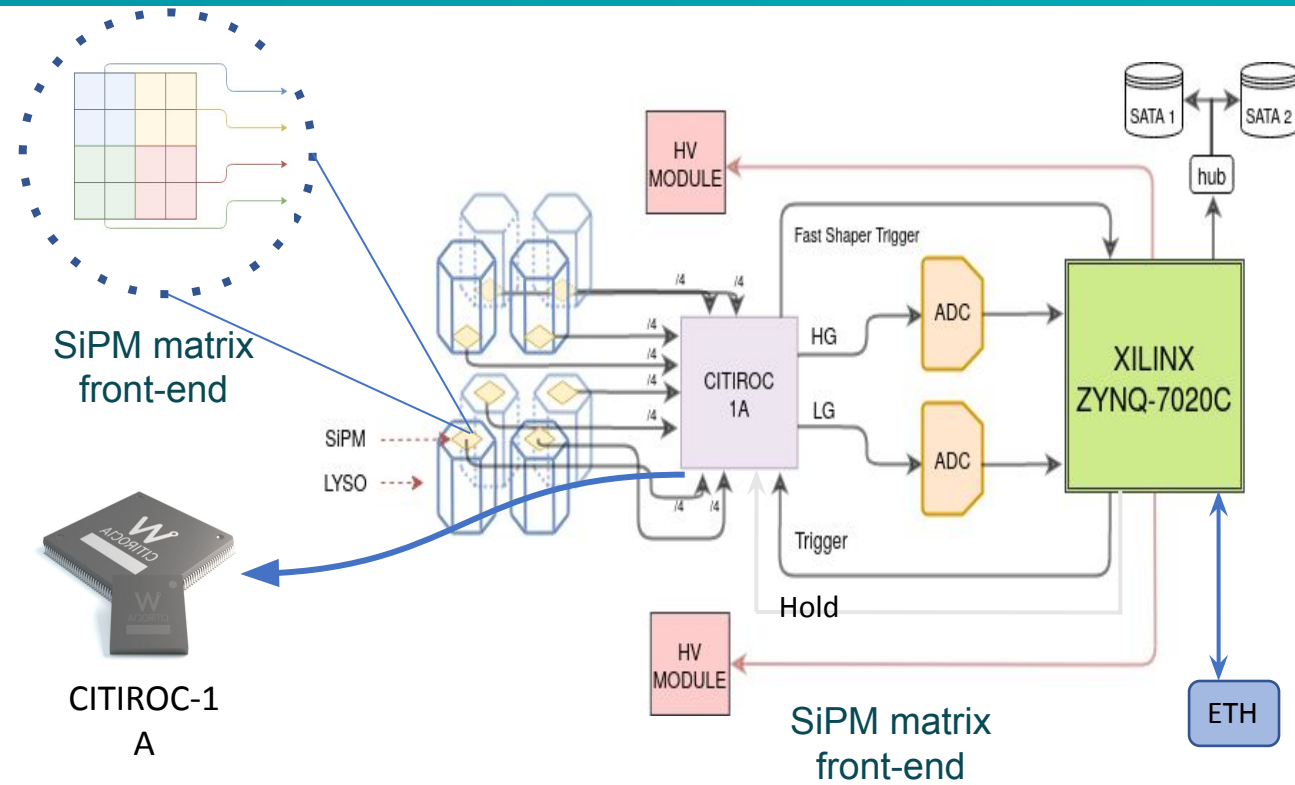 SiPM matrix
front-end
HV
MODULE
SATA 1
SATA 2
hub
Fast Shaper Trigger
/4
/4
/4
/4
/4
/4
/4
/4
CITIROC
1A
HG
LG
ADC
ADC
XILINX
ZYNQ-7020C
SiPM
LYSO
Trigger
Hold
W
CITIROC1A
W
CITIROC1A
CITIROC-1
A
HV
MODULE
SiPM matrix
front-end
ETH